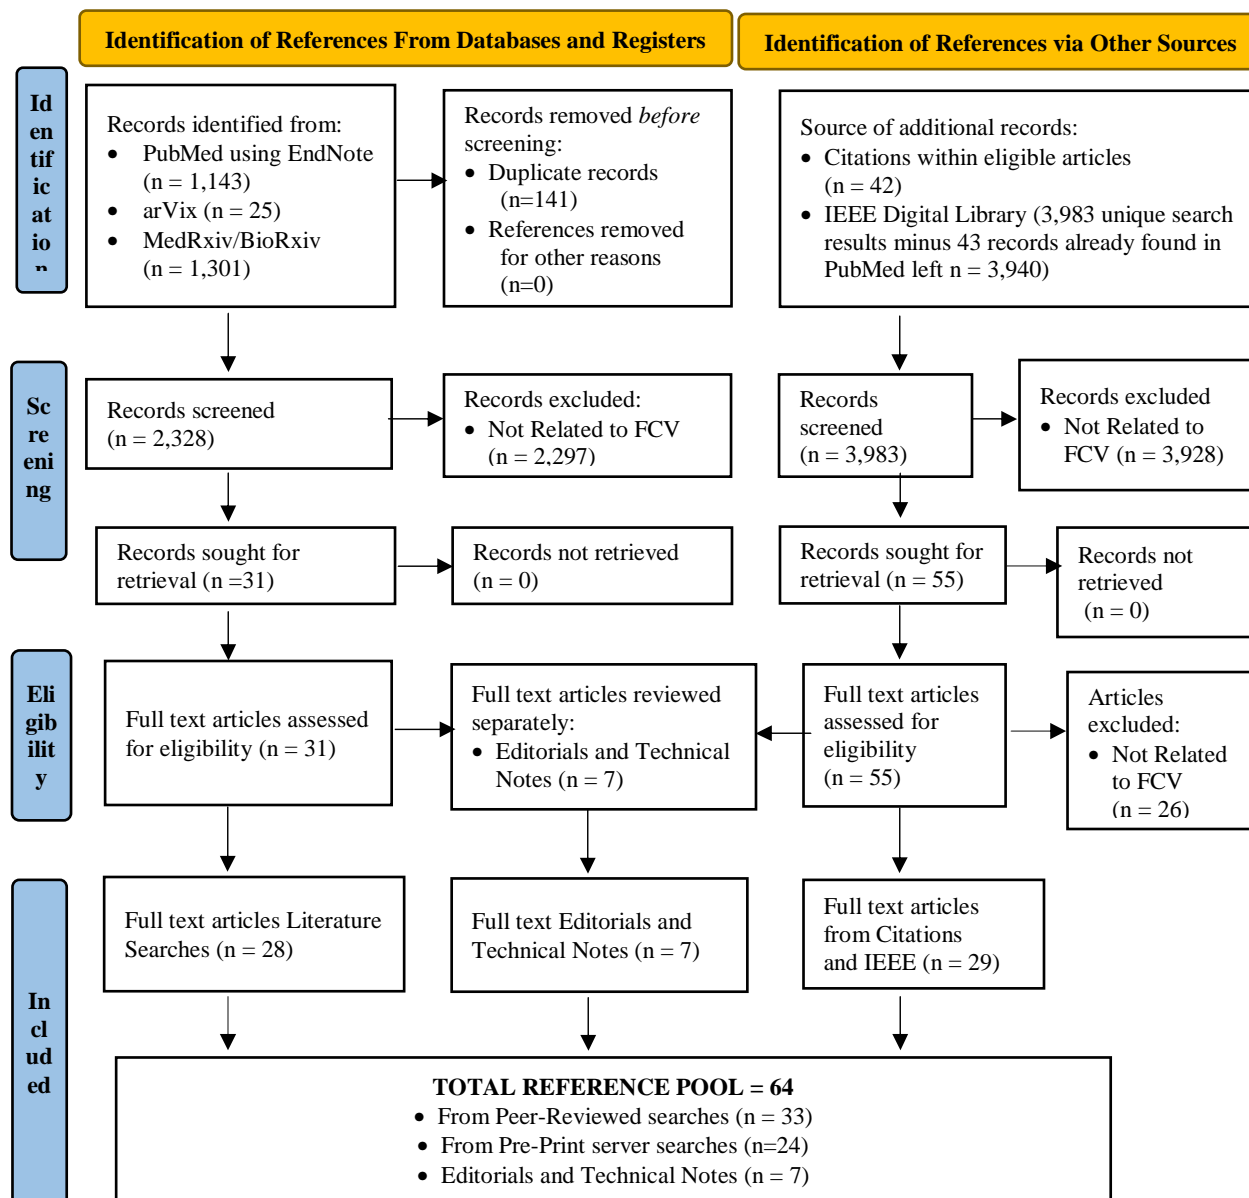 Identification of References From Databases and Registers
Identification of References via Other Sources
Id
en
tif
ic
at
io
n
Records identified from:
• PubMed using EndNote
(n = 1,143)
• arVix (n = 25)
• MedRxiv/BioRxiv
(n = 1,301)
Records removed before
screening:
• Duplicate records
(n=141)
• References removed
for other reasons
(n=0)
Source of additional records:
• Citations within eligible articles
(n = 42)
• IEEE Digital Library (3,983 unique search
results minus 43 records already found in
PubMed left n = 3,940)
Sc
re
eni
ng
Records screened
(n = 2,328)
Records excluded:
• Not Related to FCV
(n = 2,297)
Records
screened
(n = 3,983)
Records excluded
• Not Related to
FCV (n = 3,928)
Records sought for
retrieval (n =31)
Records not retrieved
(n = 0)
Records sought for
retrieval (n = 55)
Records not
retrieved
(n = 0)
Eli
gib
ilit
y
Full text articles assessed
for eligibility (n = 31)
Full text articles reviewed
separately:
• Editorials and Technical
Notes (n = 7)
Full text articles
assessed for
eligibility
(n = 55)
Articles
excluded:
• Not Related
to FCV
(n = 26)
In
cl
ud
ed
Full text articles Literature
Searches (n = 28)
Full text Editorials and
Technical Notes (n = 7)
Full text articles
from Citations
and IEEE (n = 29)
TOTAL REFERENCE POOL = 64
• From Peer-Reviewed searches (n = 33)
• From Pre-Print server searches (n=24)
• Editorials and Technical Notes (n = 7)